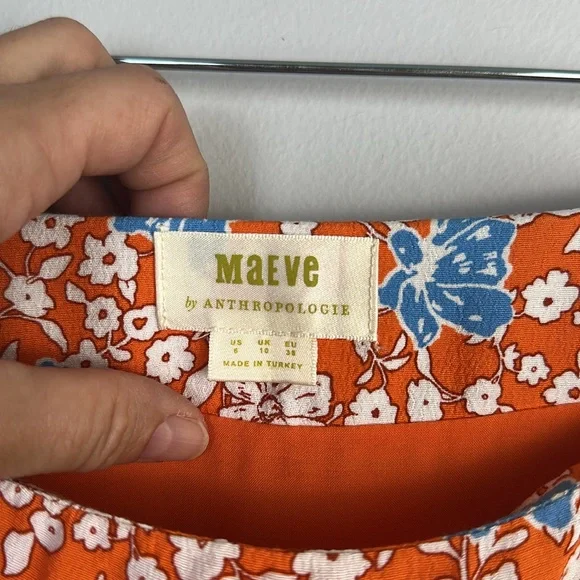 MaEVe
by ANTHROPOLOGIE
US UK EU
6 10 38
MADE IN TURKEY